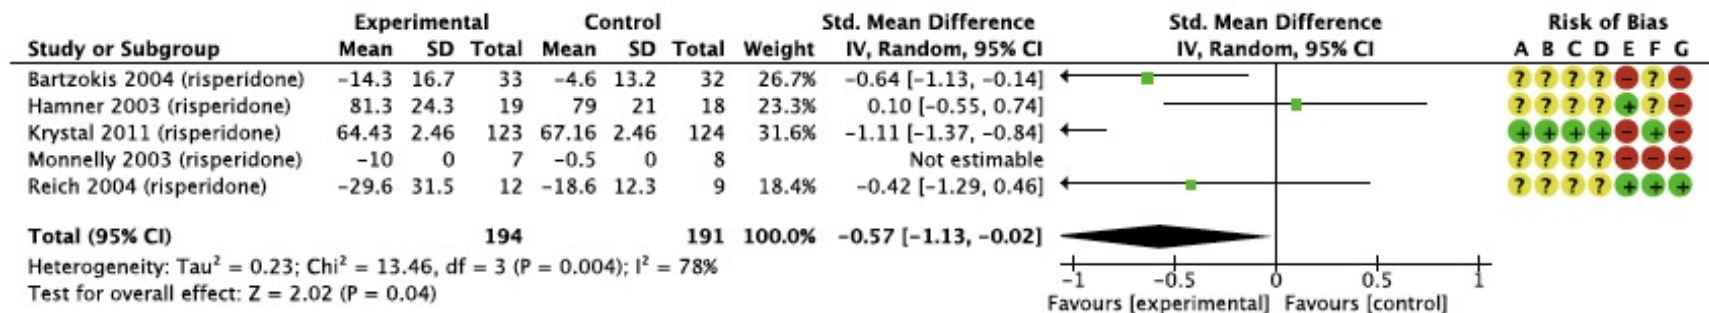 Experimental Control Std. Mean Difference Std. Mean Difference Risk of Bias
Study or Subgroup Mean SD Total Mean SD Total Weight IV, Random, 95% CI IV, Random, 95% CI A B C D E F G
Bartzokis 2004 (risperidone) −14.3 16.7 33 −4.6 13.2 32 26.7% −0.64 [−1.13, −0.14] ? ? ? ? − ? −
Hamner 2003 (risperidone) 81.3 24.3 19 79 21 18 23.3% 0.10 [−0.55, 0.74] ? ? ? ? + ? −
Krystal 2011 (risperidone) 64.43 2.46 123 67.16 2.46 124 31.6% −1.11 [−1.37, −0.84] + + + + − + −
Monnelly 2003 (risperidone) −10 0 7 −0.5 0 8 Not estimable ? ? ? ? − − −
Reich 2004 (risperidone) −29.6 31.5 12 −18.6 12.3 9 18.4% −0.42 [−1.29, 0.46] ? ? ? ? + + +
Total (95% CI) 194 191 100.0% −0.57 [−1.13, −0.02]
Heterogeneity: Tau² = 0.23; Chi² = 13.46, df = 3 (P = 0.004); I² = 78%
Test for overall effect: Z = 2.02 (P = 0.04)
−1 −0.5 0 0.5 1
Favours [experimental] Favours [control]